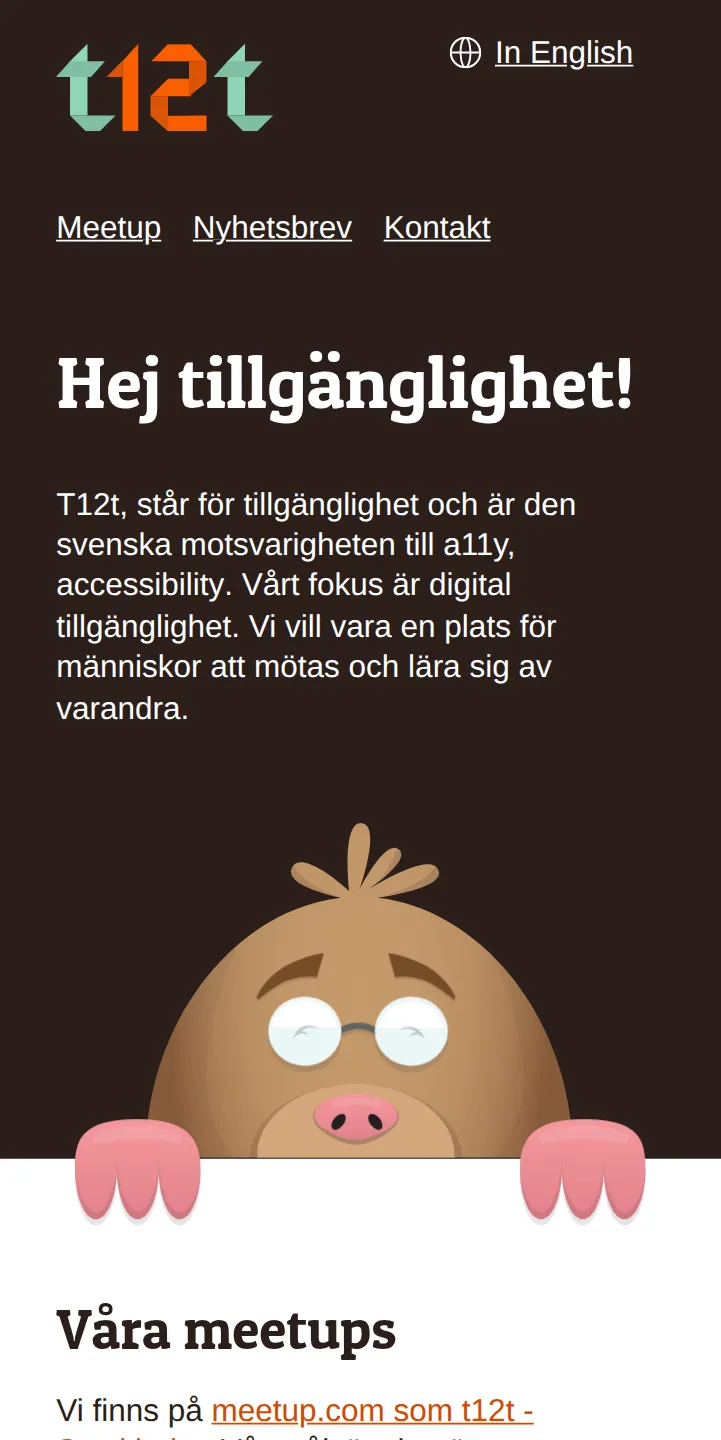 t12t
In English
Meetup Nyhetsbrev Kontakt
Hej tillgänglighet!
T12t, står för tillgänglighet och är den
svenska motsvarigheten till a11y,
accessibility. Vårt fokus är digital
tillgänglighet. Vi vill vara en plats för
människor att mötas och lära sig av
varandra.
Våra meetups
Vi finns på meetup.com som t12t -